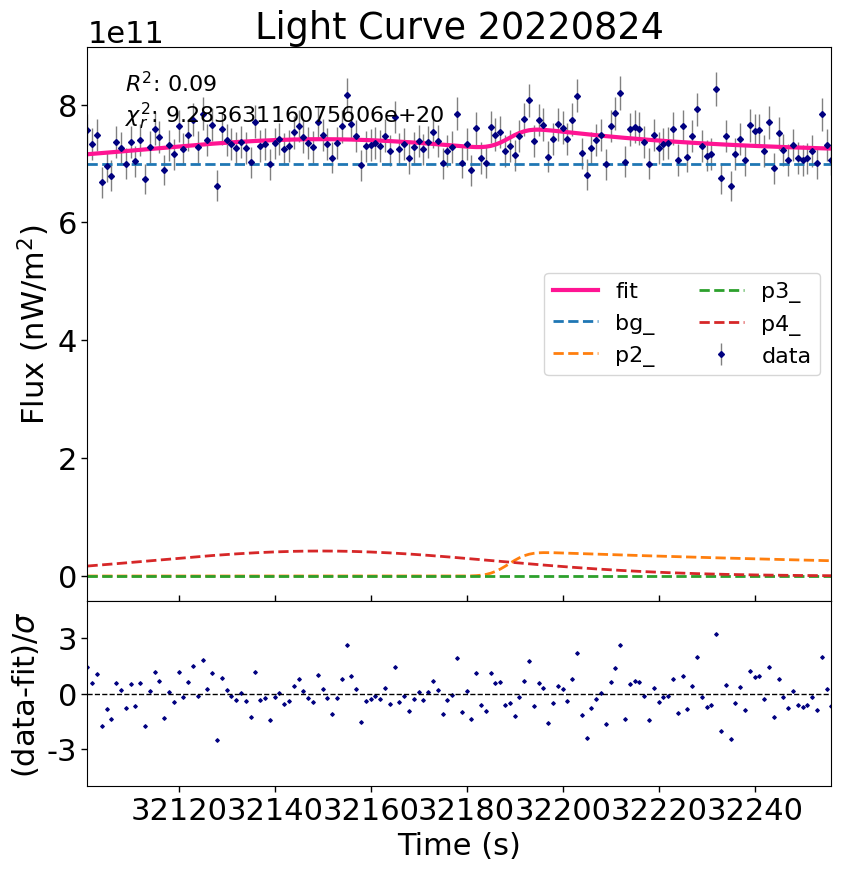 Light Curve 20220824
1e11
R²: 0.09
χ²ᵣ: 9.28363116075606e+20
8
6
4
2
0
Flux (nW/m²)
fit
bg_
p2_
p3_
p4_
data
3
0
-3
(data-fit)/σ
32120 32140 32160 32180 32200 32220 32240
Time (s)